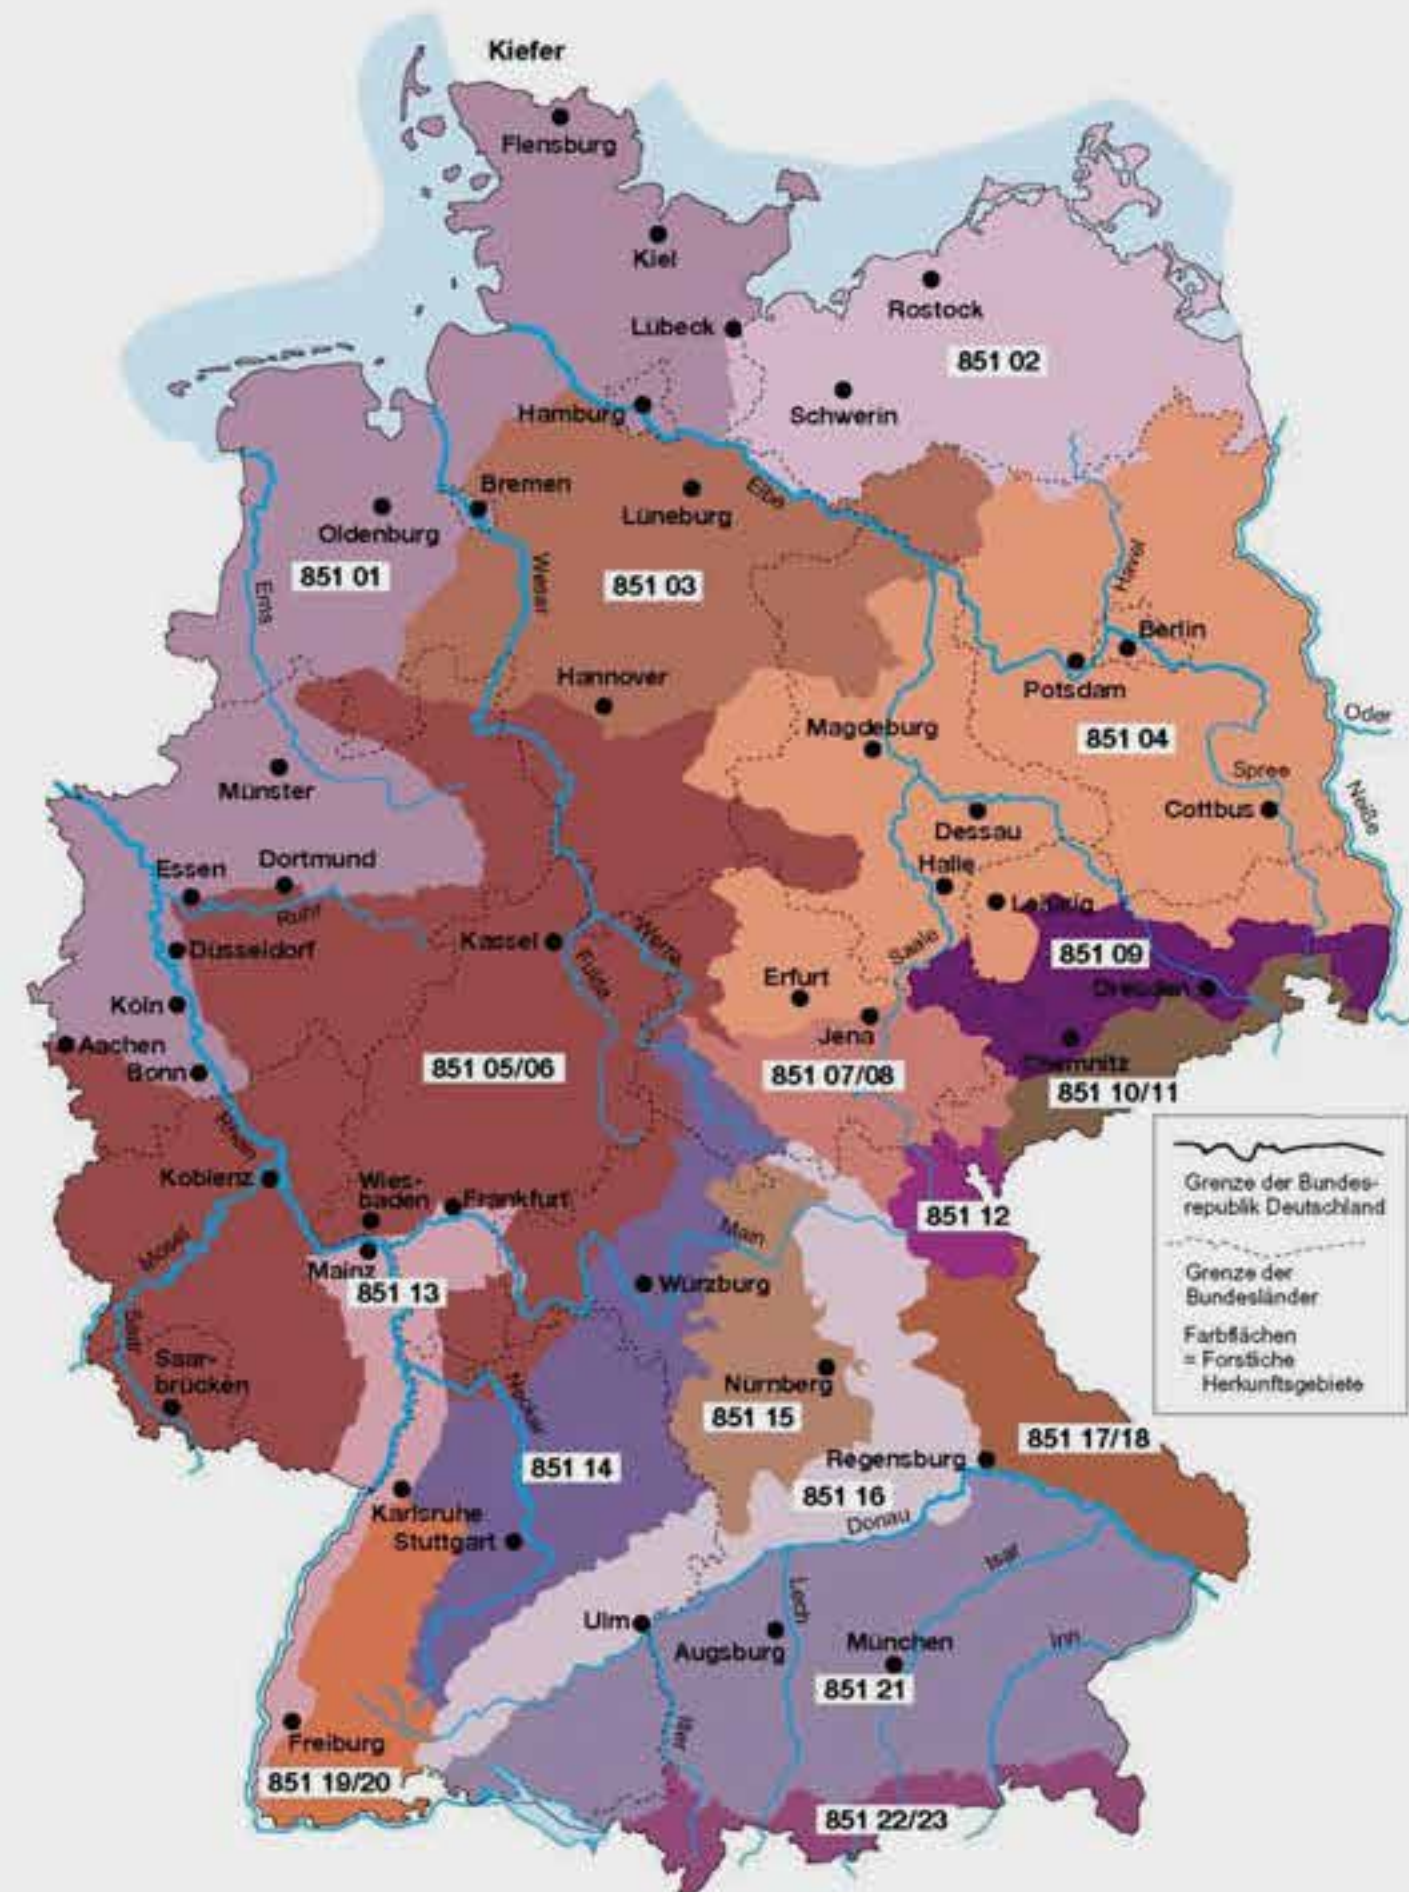 Kiefer
Flensburg
Kiel
Rostock
Lübeck
851 02
Schwerin
Hamburg
Bremen
Elbe
Lüneburg
Oldenburg
851 01
Weser
851 03
Havel
Ems
Berlin
Hannover
Potsdam
Oder
Magdeburg
851 04
Spree
Neiße
Münster
Cottbus
Dessau
Essen
Dortmund
Halle
Leipzig
Ruhr
Kassel
Werra
Düsseldorf
Saale
851 09
Fulda
Erfurt
Dresden
Köln
Jena
Aachen
Bonn
851 05/06
851 07/08
Chemnitz
851 10/11
Rhein
Koblenz
Wies-
baden
Frankfurt
851 12
Mosel
Main
Mainz
851 13
Würzburg
Saar
Saar-
brücken
Neckar
Nürnberg
851 15
851 17/18
Regensburg
851 14
851 16
Karlsruhe
Donau
Stuttgart
Isar
Lech
Ulm
Augsburg
München
Inn
851 21
Iller
Freiburg
851 19/20
851 22/23
Grenze der Bundes-
republik Deutschland
Grenze der
Bundesländer
Farbflächen
= Forstliche
Herkunftsgebiete